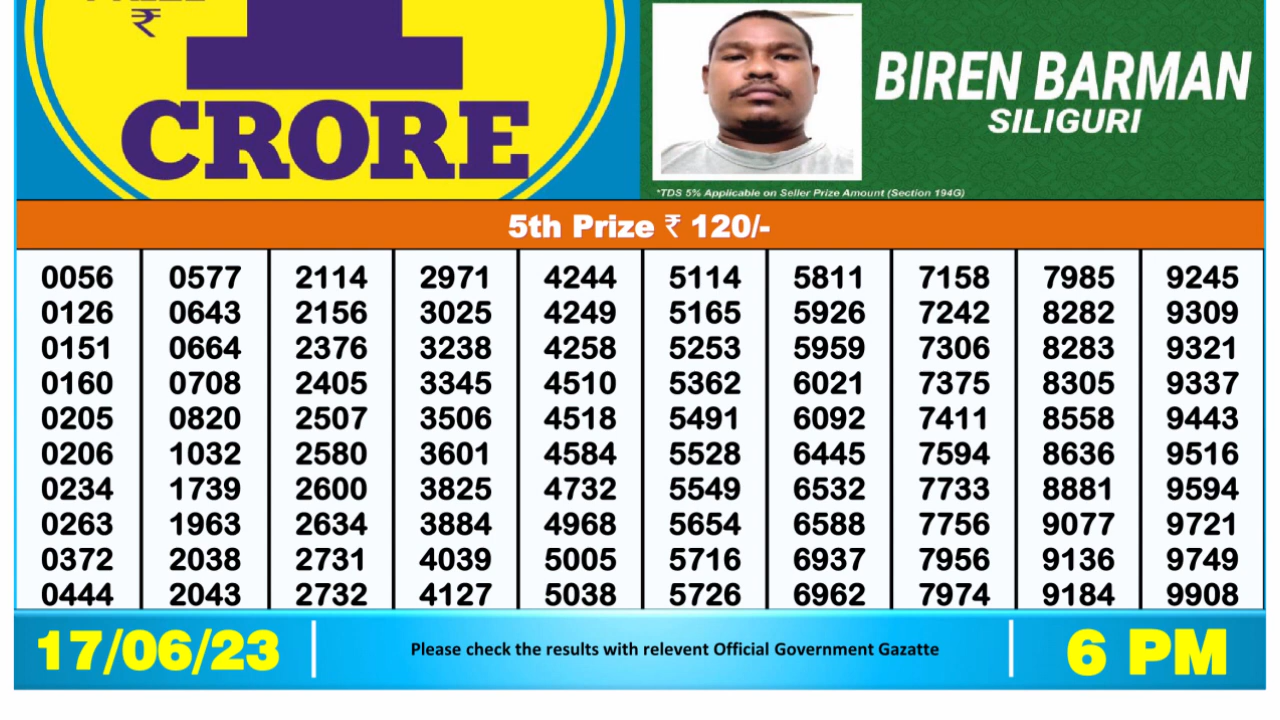 ₹
1
CRORE
BIREN BARMAN
SILIGURI
*TDS 5% Applicable on Seller Prize Amount (Section 194G)
5th Prize ₹ 120/-
0056 0577 2114 2971 4244 5114 5811 7158 7985 9245
0126 0643 2156 3025 4249 5165 5926 7242 8282 9309
0151 0664 2376 3238 4258 5253 5959 7306 8283 9321
0160 0708 2405 3345 4510 5362 6021 7375 8305 9337
0205 0820 2507 3506 4518 5491 6092 7411 8558 9443
0206 1032 2580 3601 4584 5528 6445 7594 8636 9516
0234 1739 2600 3825 4732 5549 6532 7733 8881 9594
0263 1963 2634 3884 4968 5654 6588 7756 9077 9721
0372 2038 2731 4039 5005 5716 6937 7956 9136 9749
0444 2043 2732 4127 5038 5726 6962 7974 9184 9908
17/06/23
Please check the results with relevent Official Government Gazatte
6 PM